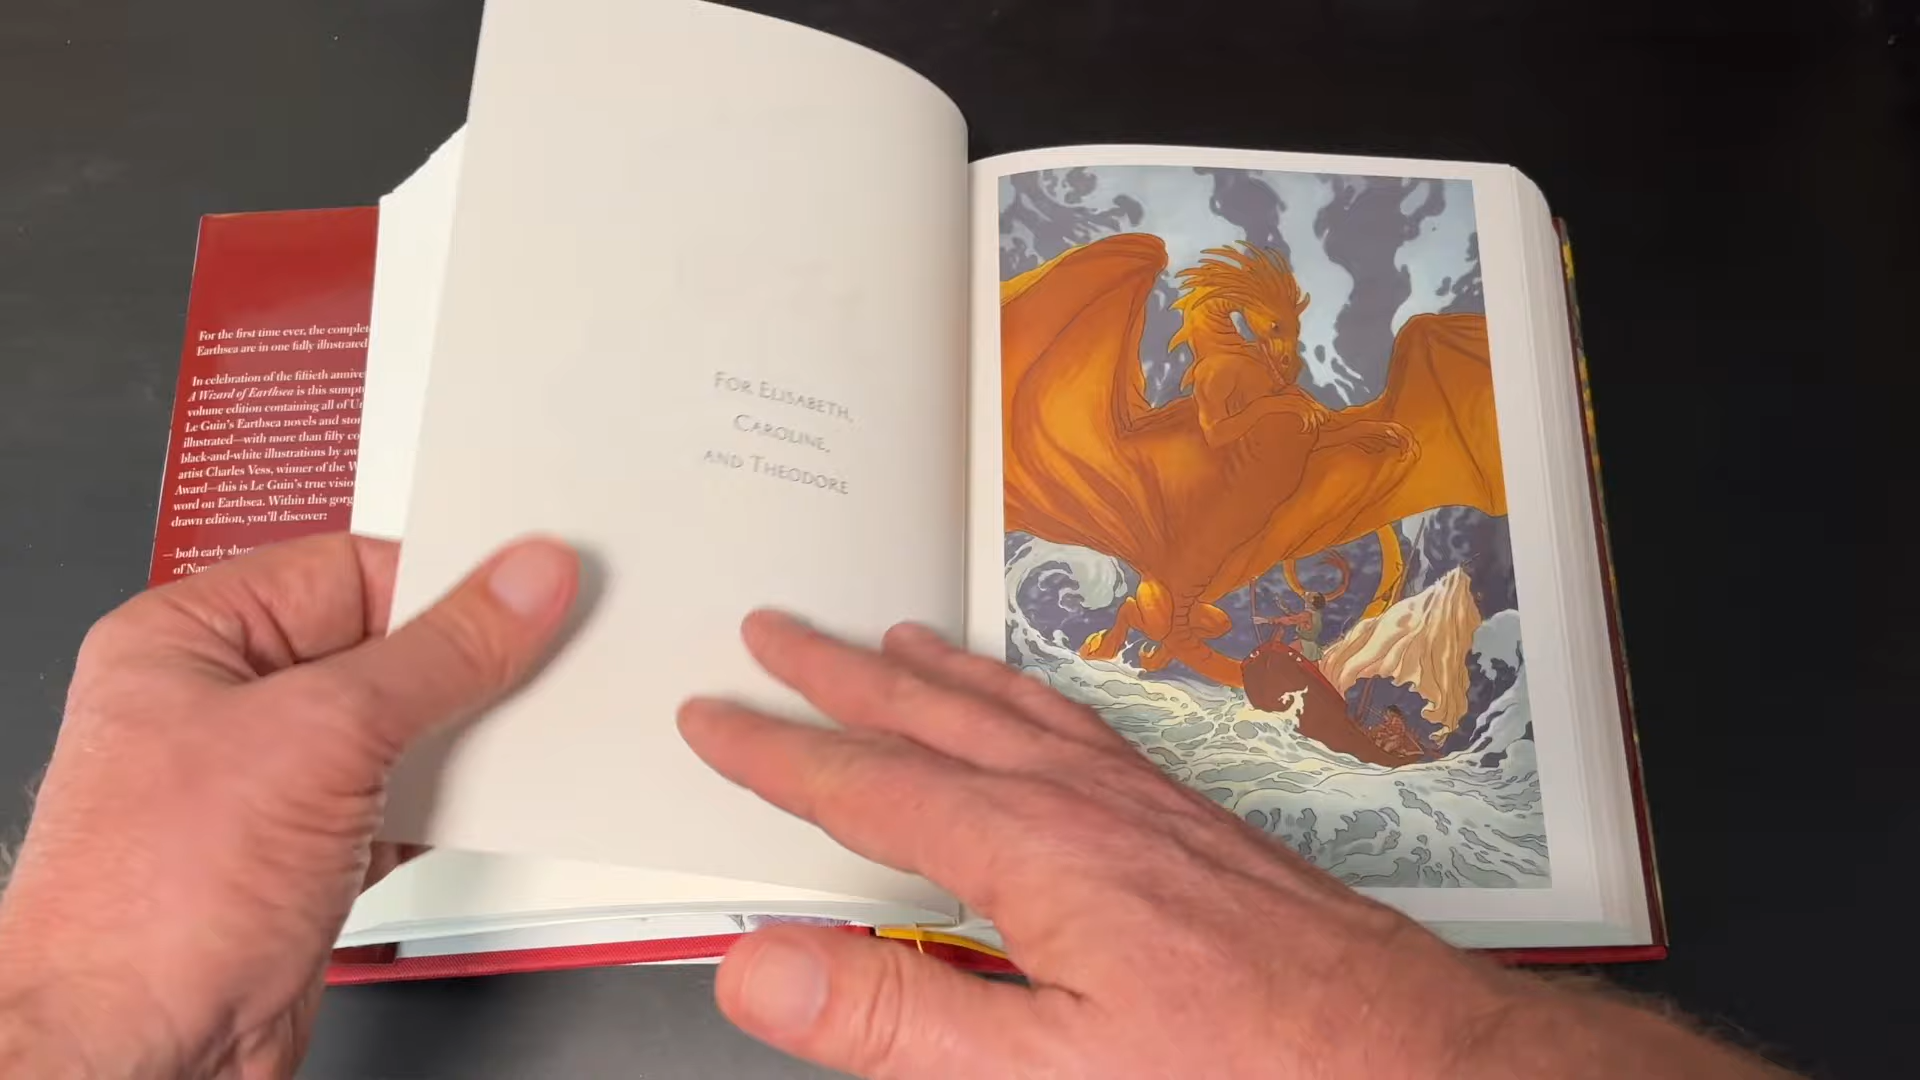 For the first time ever, the complet
Earthsea are in one fully illustrated
In celebration of the fiftieth annive
A Wizard of Earthsea is this sumpt
volume edition containing all of Ur
Le Guin's Earthsea novels and stor
illustrated—with more than fifty co
black-and-white illustrations by aw
artist Charles Vess, winner of the W
Award—this is Le Guin's true visio
word on Earthsea. Within this gorg
drawn edition, you'll discover:
— both early shor
of Nam
FOR ELISABETH,
CAROLINE,
AND THEODORE